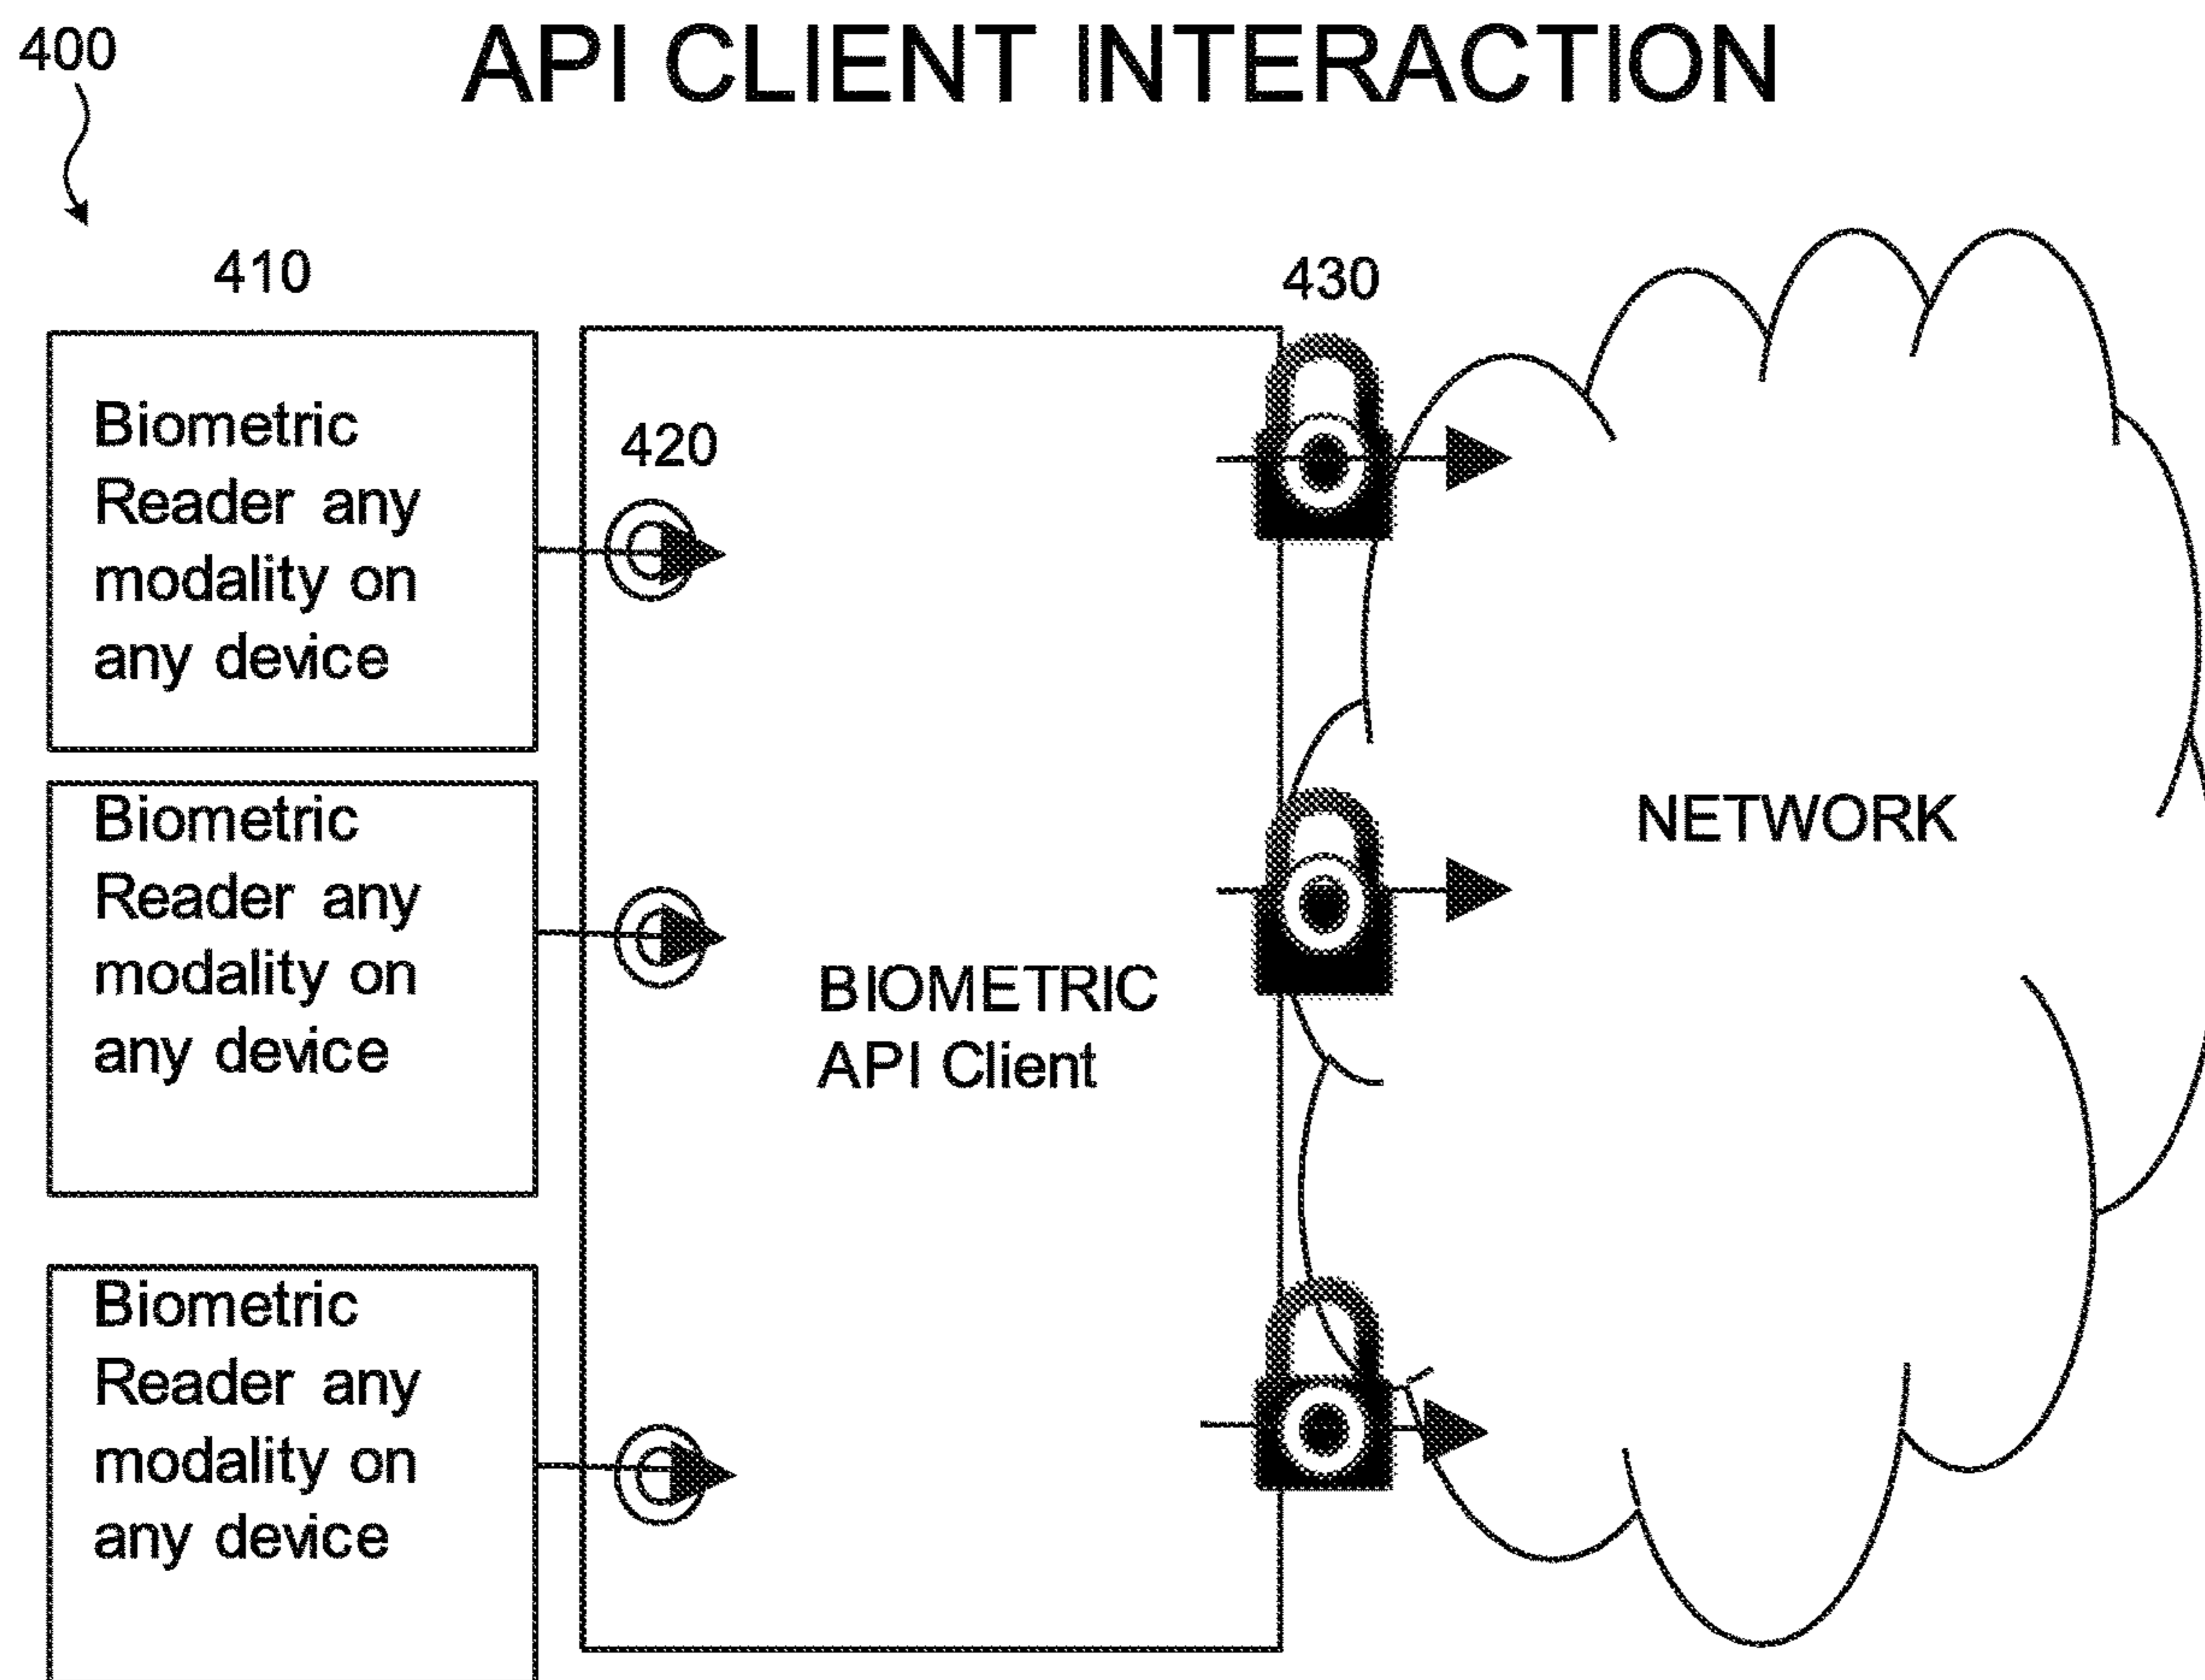 400
API CLIENT INTERACTION
410
430
Biometric
Reader any
modality on
any device
420
Biometric
Reader any
modality on
any device
BIOMETRIC
API Client
NETWORK
Biometric
Reader any
modality on
any device